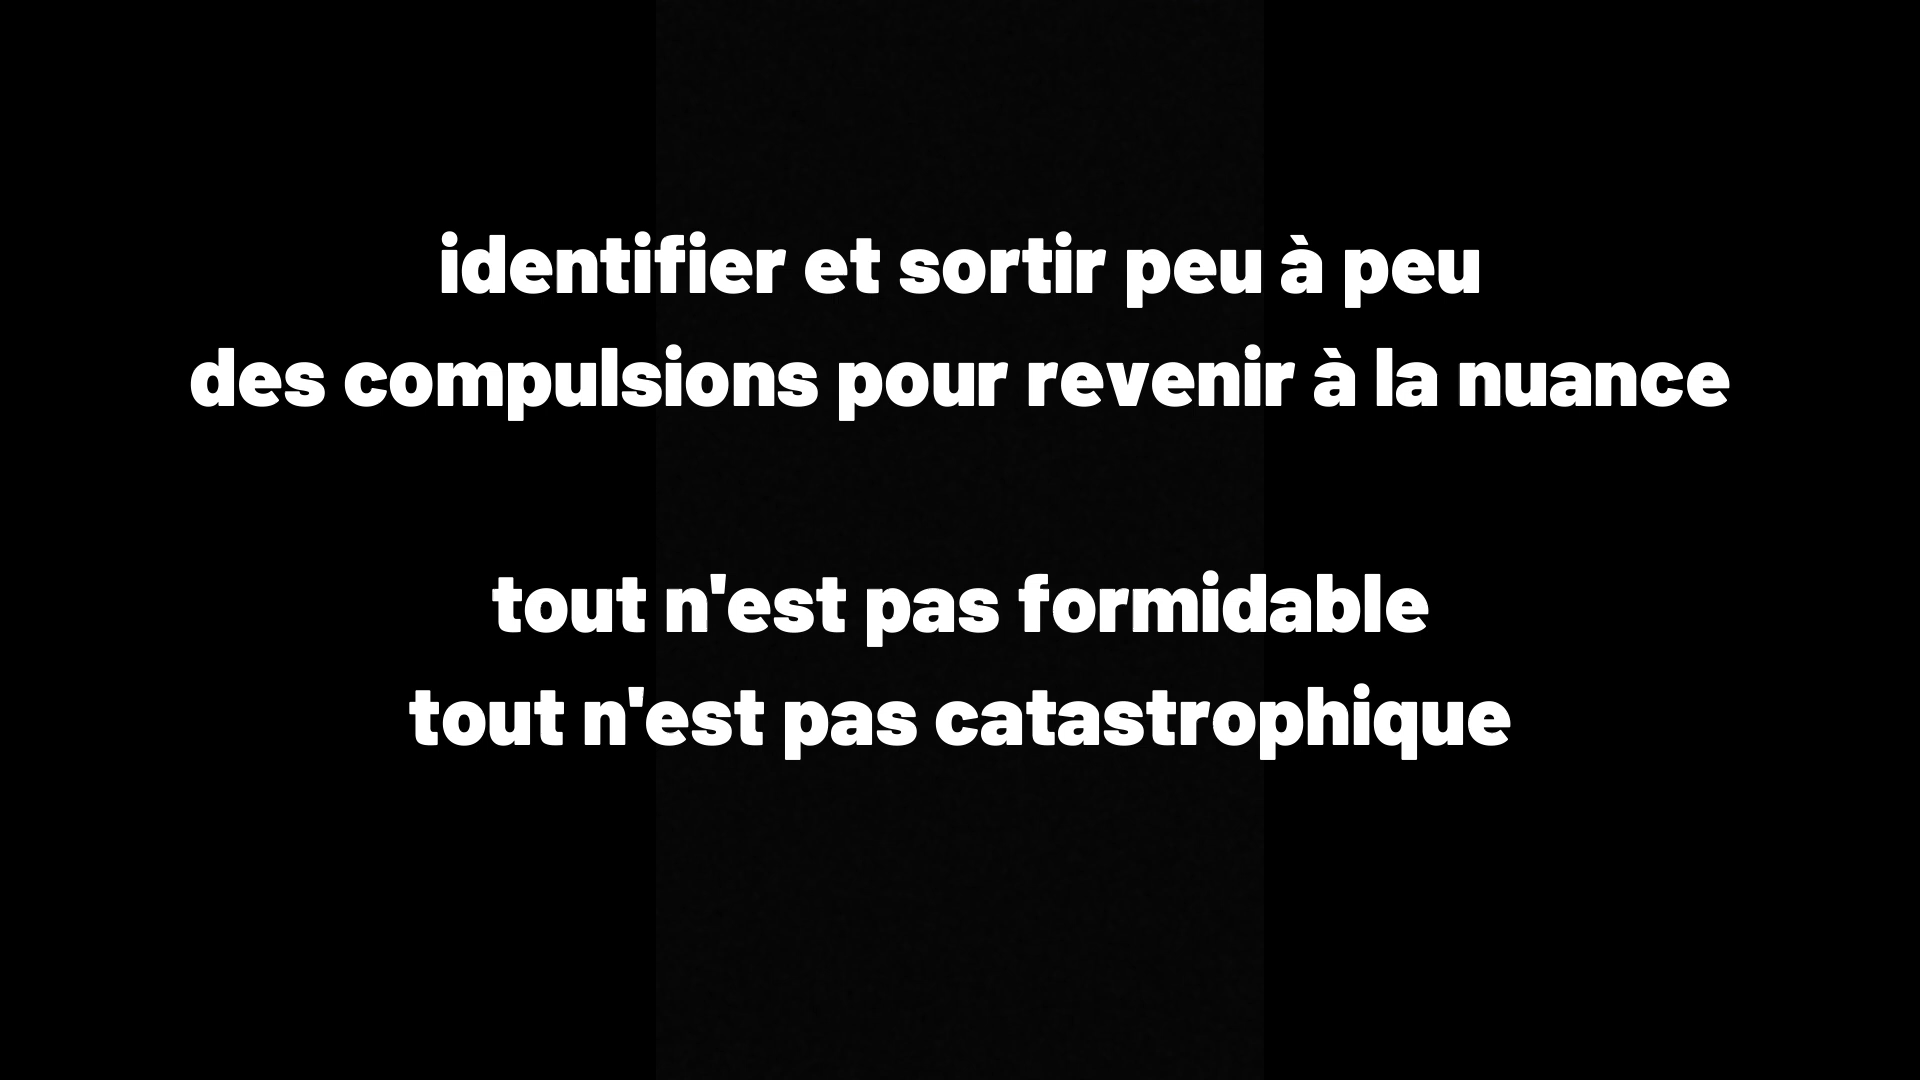 identifier et sortir peu à peu
des compulsions pour revenir à la nuance
tout n'est pas formidable
tout n'est pas catastrophique